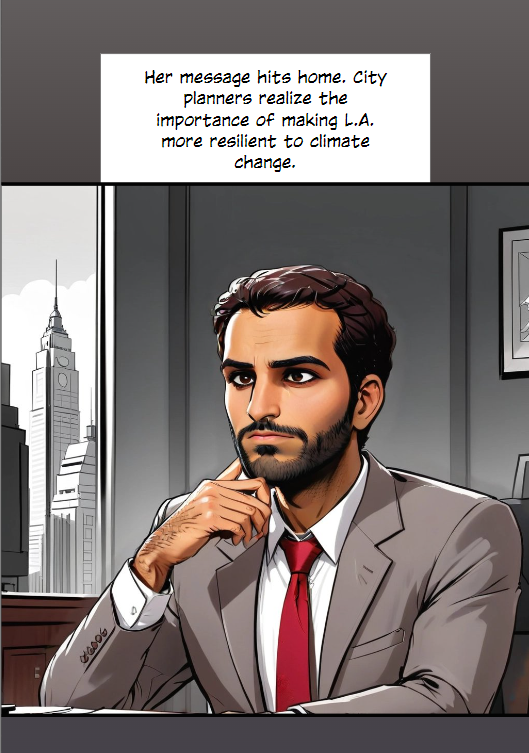 Her message hits home. City
planners realize the
importance of making L.A.
more resilient to climate
change.